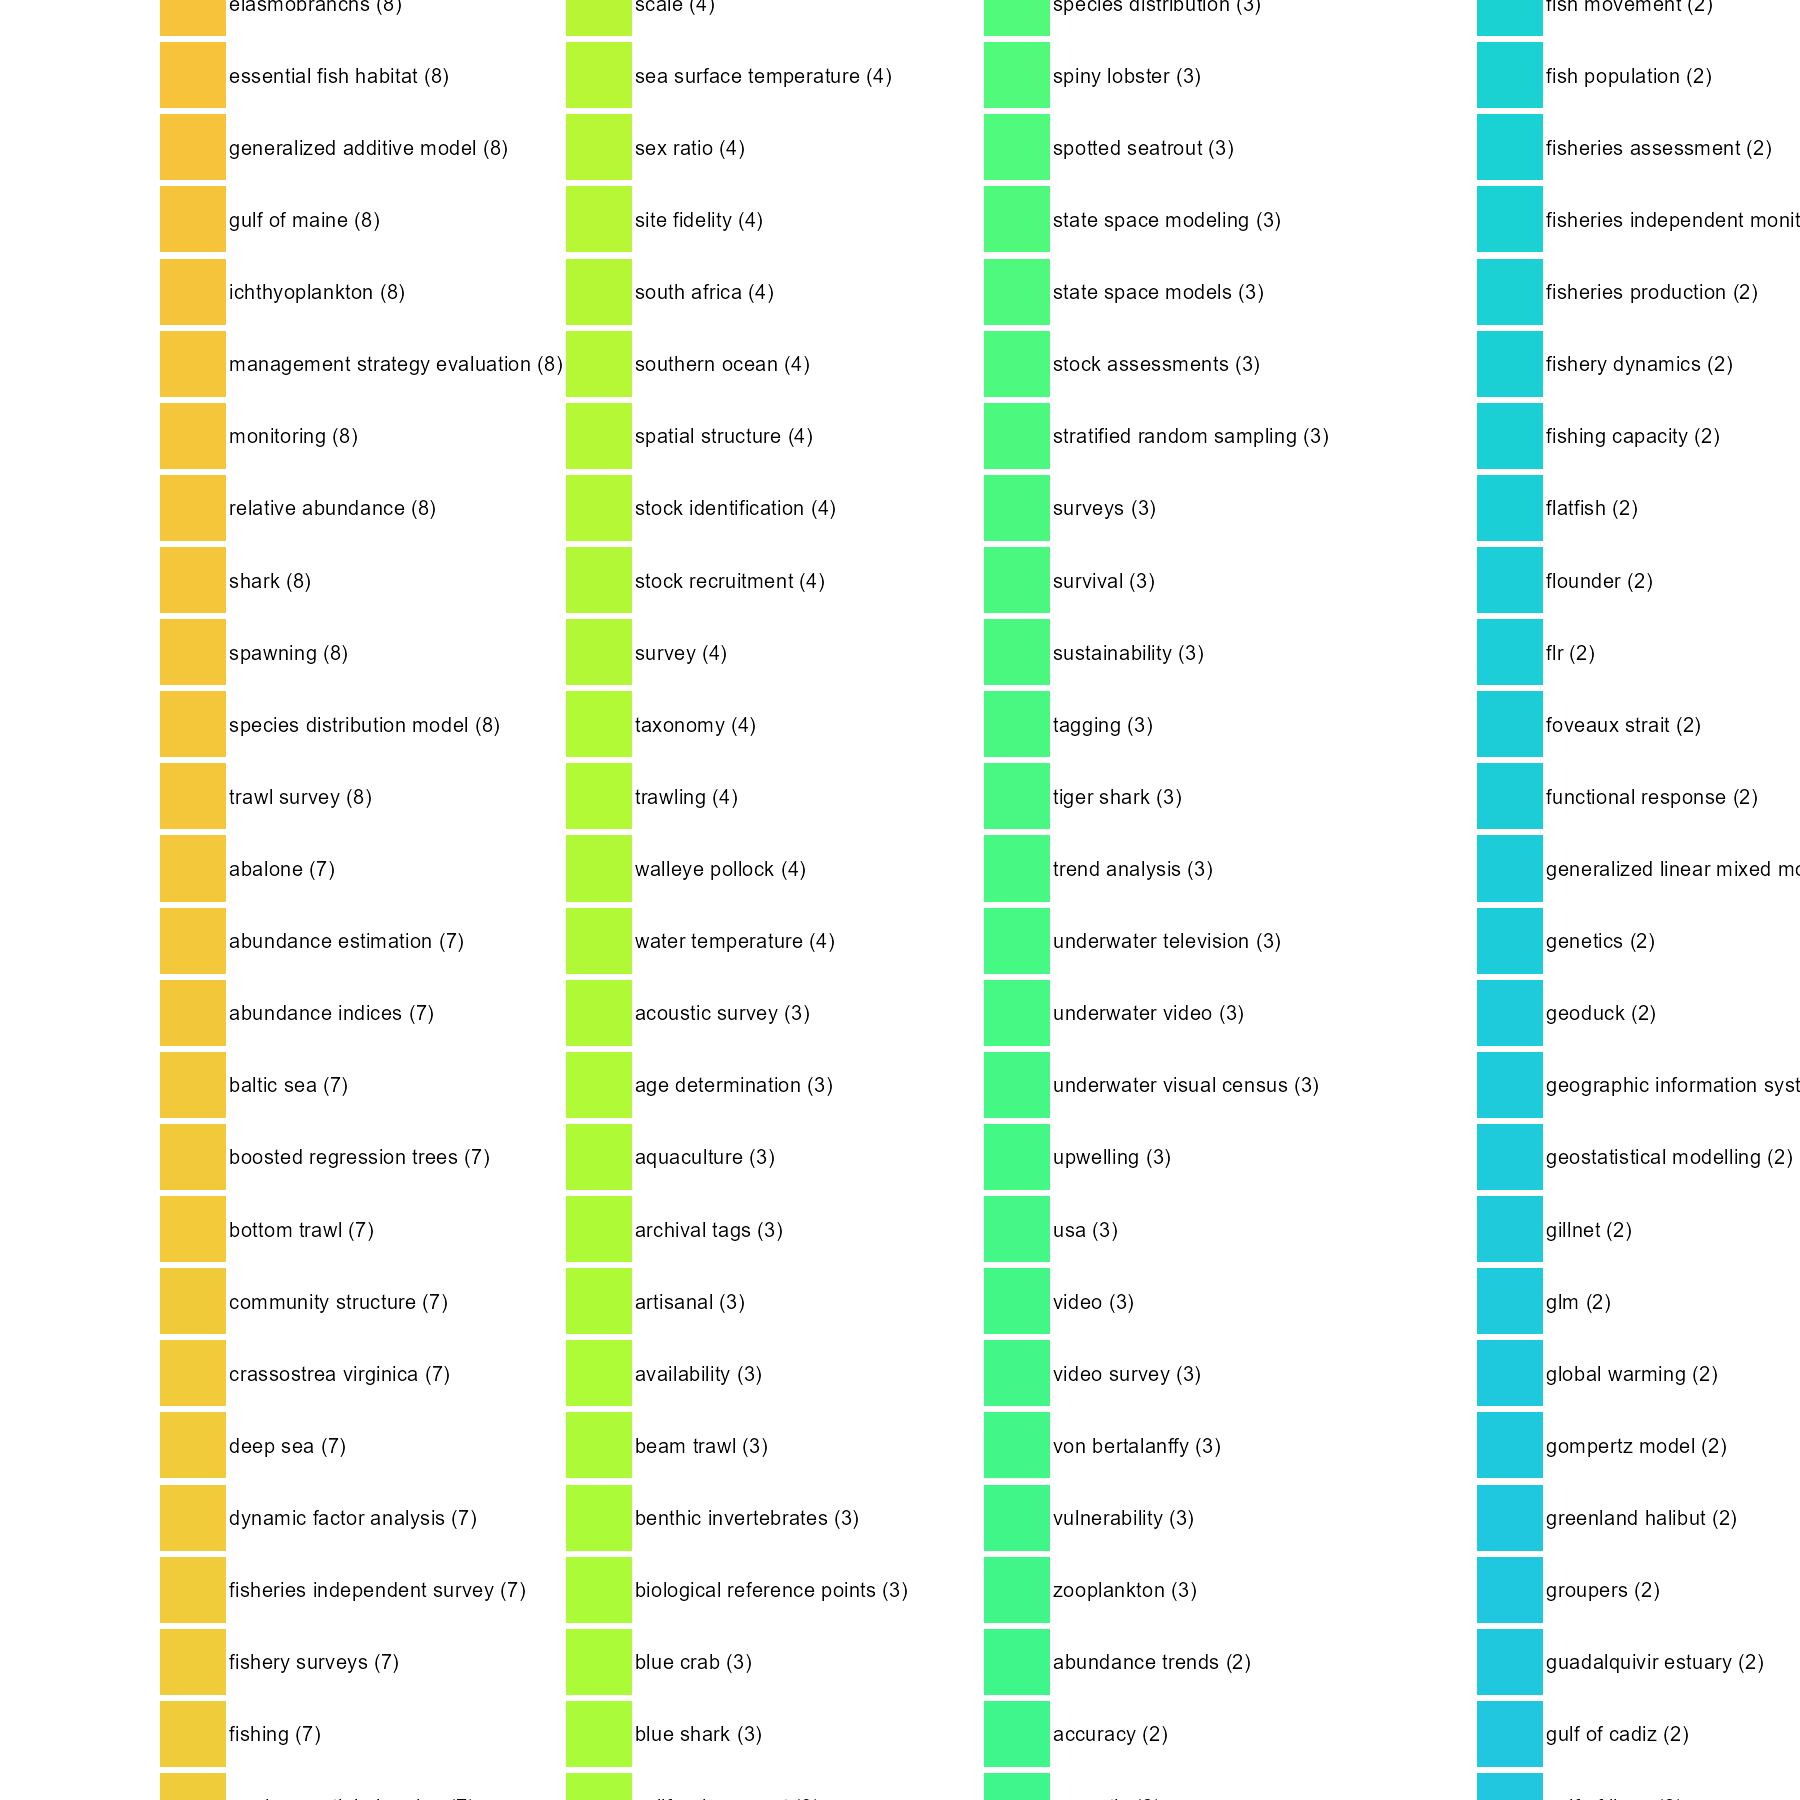 elasmobranchs (8)
essential fish habitat (8)
generalized additive model (8)
gulf of maine (8)
ichthyoplankton (8)
management strategy evaluation (8)
monitoring (8)
relative abundance (8)
shark (8)
spawning (8)
species distribution model (8)
trawl survey (8)
abalone (7)
abundance estimation (7)
abundance indices (7)
baltic sea (7)
boosted regression trees (7)
bottom trawl (7)
community structure (7)
crassostrea virginica (7)
deep sea (7)
dynamic factor analysis (7)
fisheries independent survey (7)
fishery surveys (7)
fishing (7)
scale (4)
sea surface temperature (4)
sex ratio (4)
site fidelity (4)
south africa (4)
southern ocean (4)
spatial structure (4)
stock identification (4)
stock recruitment (4)
survey (4)
taxonomy (4)
trawling (4)
walleye pollock (4)
water temperature (4)
acoustic survey (3)
age determination (3)
aquaculture (3)
archival tags (3)
artisanal (3)
availability (3)
beam trawl (3)
benthic invertebrates (3)
biological reference points (3)
blue crab (3)
blue shark (3)
species distribution (3)
spiny lobster (3)
spotted seatrout (3)
state space modeling (3)
state space models (3)
stock assessments (3)
stratified random sampling (3)
surveys (3)
survival (3)
sustainability (3)
tagging (3)
tiger shark (3)
trend analysis (3)
underwater television (3)
underwater video (3)
underwater visual census (3)
upwelling (3)
usa (3)
video (3)
video survey (3)
von bertalanffy (3)
vulnerability (3)
zooplankton (3)
abundance trends (2)
accuracy (2)
fish movement (2)
fish population (2)
fisheries assessment (2)
fisheries independent monit
fisheries production (2)
fishery dynamics (2)
fishing capacity (2)
flatfish (2)
flounder (2)
flr (2)
foveaux strait (2)
functional response (2)
generalized linear mixed mo
genetics (2)
geoduck (2)
geographic information syst
geostatistical modelling (2)
gillnet (2)
glm (2)
global warming (2)
gompertz model (2)
greenland halibut (2)
groupers (2)
guadalquivir estuary (2)
gulf of cadiz (2)